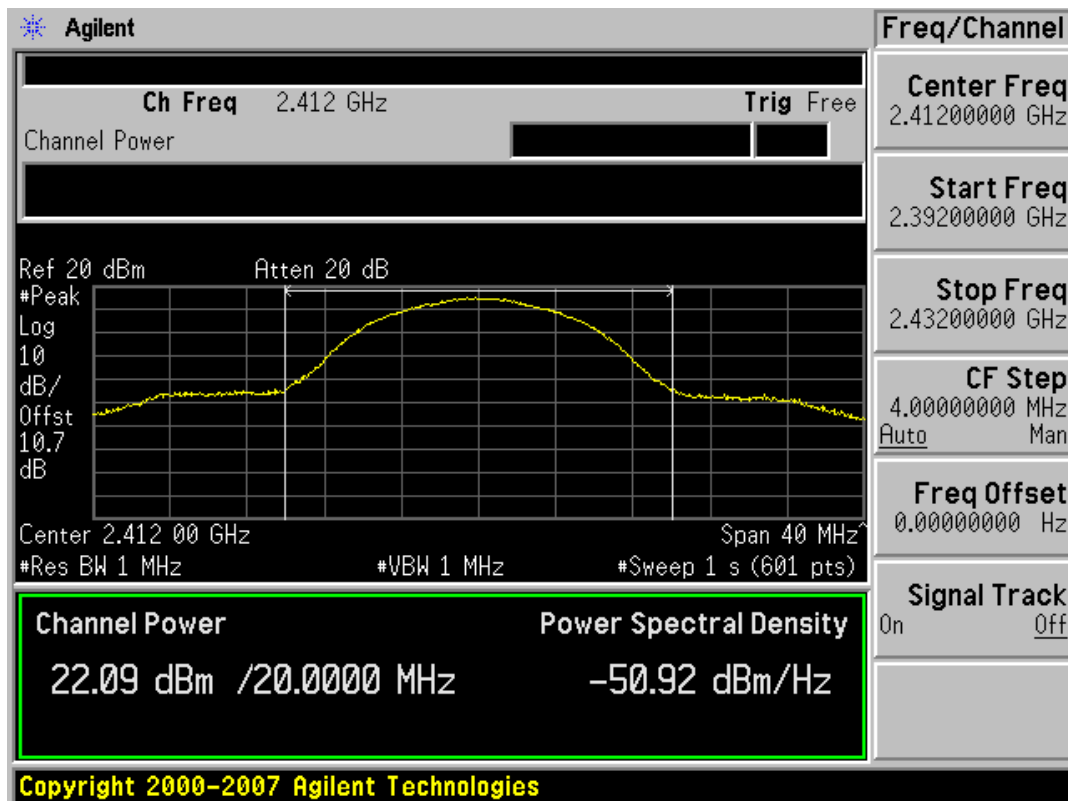 Agilent
Freq/Channel
Ch Freq 2.412 GHz Trig Free
Channel Power
Ref 20 dBm Atten 20 dB
#Peak
Log
10
dB/
Offst
10.7
dB
Center 2.412 00 GHz Span 40 MHz^
#Res BW 1 MHz #VBW 1 MHz #Sweep 1 s (601 pts)
Channel Power Power Spectral Density
22.09 dBm /20.0000 MHz -50.92 dBm/Hz
Copyright 2000-2007 Agilent Technologies
Center Freq
2.41200000 GHz
Start Freq
2.39200000 GHz
Stop Freq
2.43200000 GHz
CF Step
4.00000000 MHz
Auto Man
Freq Offset
0.00000000 Hz
Signal Track
On Off